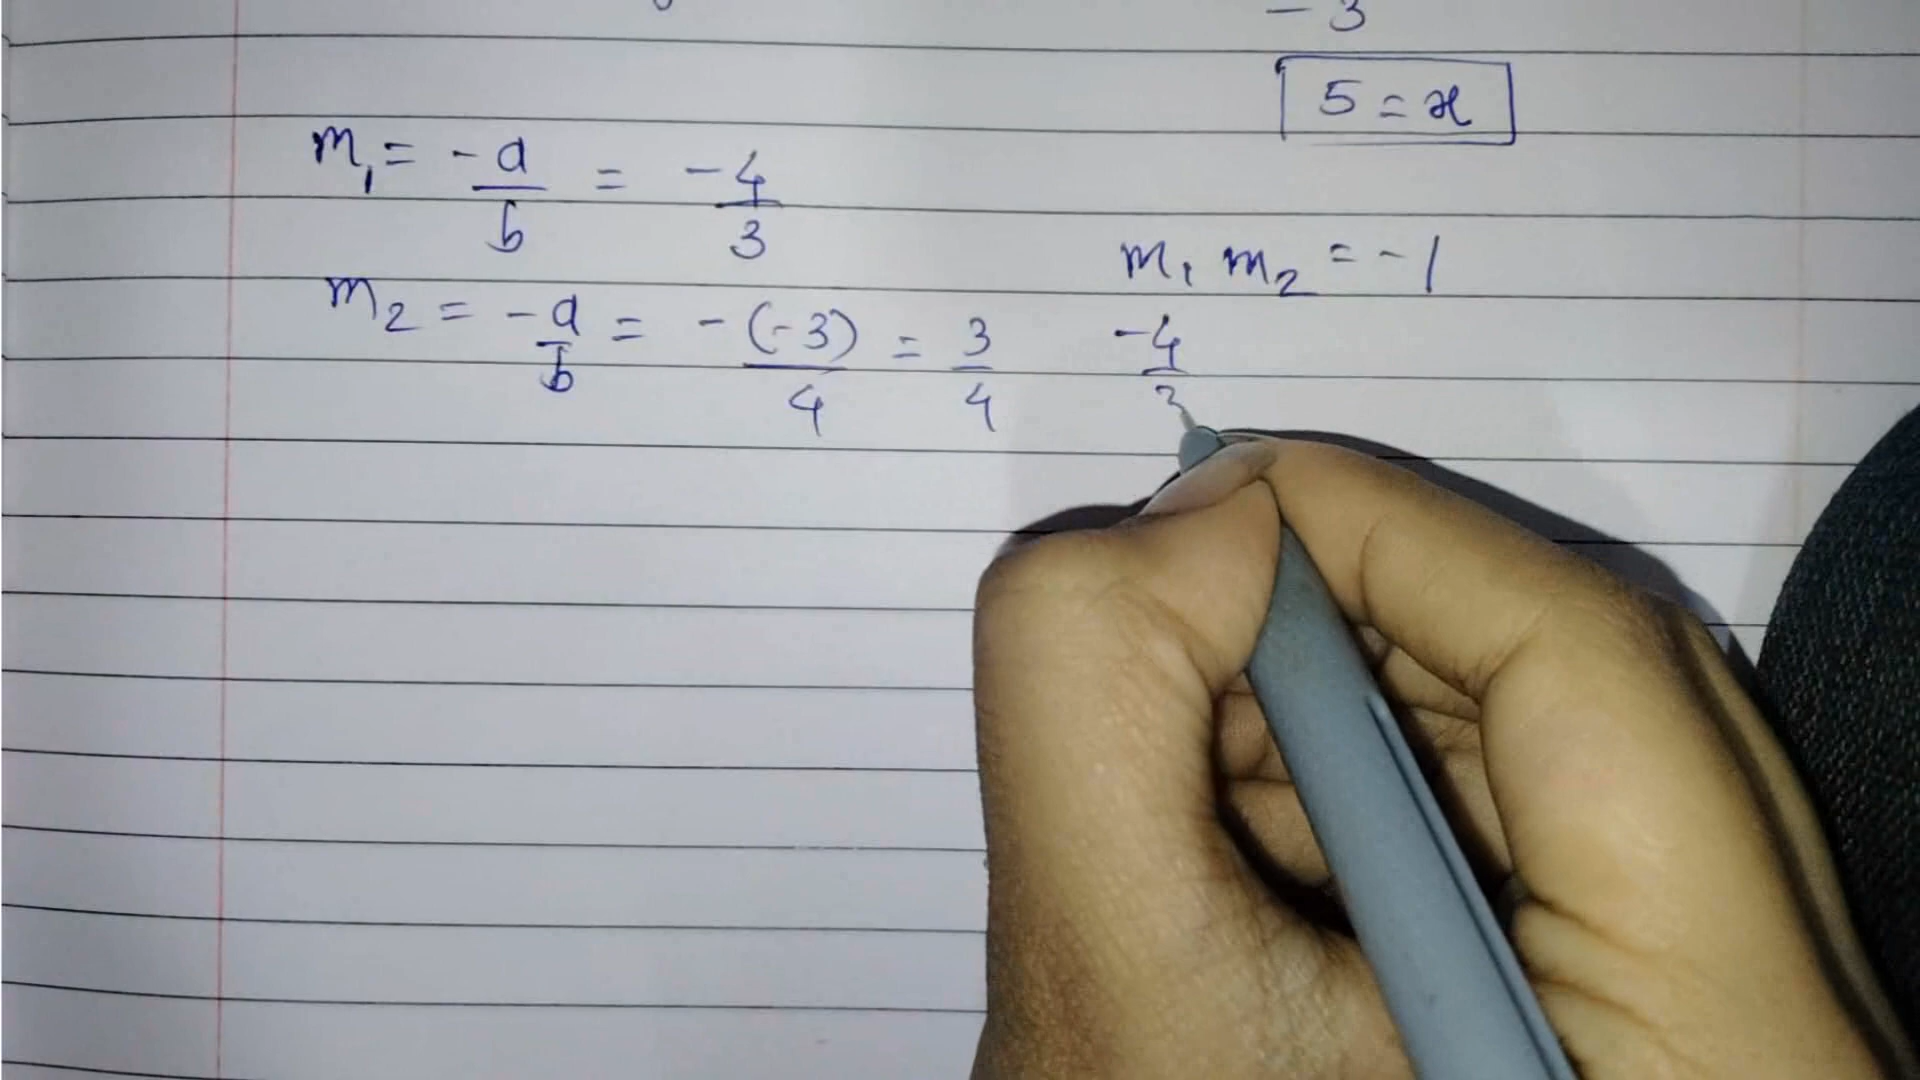 - 3
5 = x
m₁ = -a/b = -4/3
m₁ m₂ = -1
m₂ = -a/b = -(-3)/4 = 3/4
-4/3